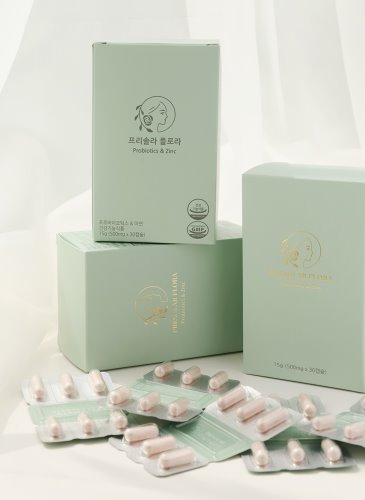 프리솔라 플로라
Probiotics & Zinc
프로바이오틱스 & 아연
건강기능식품
15g (500mg x 30캡슐)
GMP
PRESOLAR FLORA
Probiotics & Zinc
15g (500mg x 30캡슐)